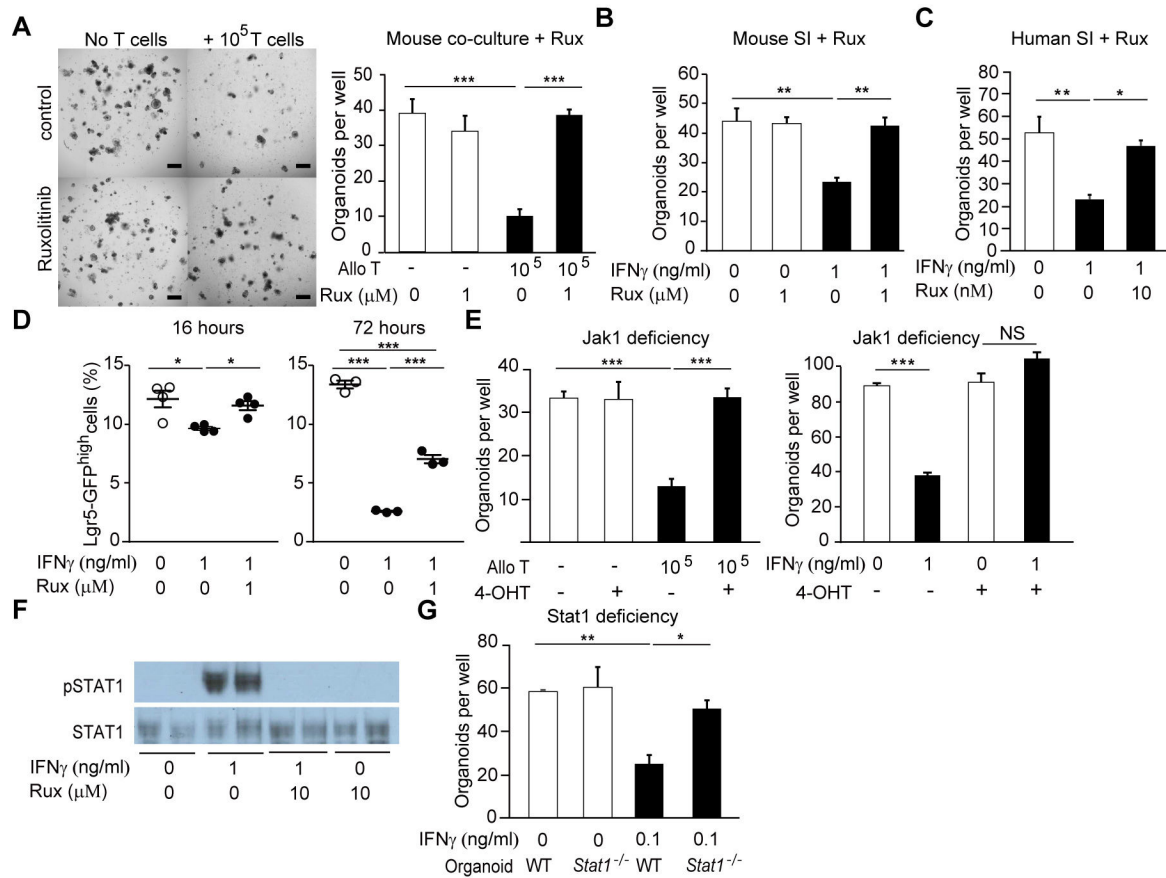 A
No T cells
+ 10⁵ T cells
control
Ruxolitinib
Mouse co-culture + Rux
*** ***
Organoids per well
50
40
30
20
10
0
Allo T - - 10⁵ 10⁵
Rux (µM) 0 1 0 1
B
Mouse SI + Rux
** **
Organoids per well
60
40
20
0
IFNγ (ng/ml) 0 0 1 1
Rux (µM) 0 1 0 1
C
Human SI + Rux
** *
Organoids per well
80
70
60
50
40
30
20
10
0
IFNγ (ng/ml) 0 1 1
Rux (nM) 0 0 10
D
16 hours
* *
Lgr5-GFPʰⁱᵍʰ cells (%)
15
10
5
0
IFNγ (ng/ml) 0 1 1
Rux (µM) 0 0 1
72 hours
***
*** ***
15
10
5
0
0 1 1
0 0 1
E
Jak1 deficiency
*** ***
Organoids per well
40
30
20
10
Allo T - - 10⁵ 10⁵
4-OHT - + - +
Jak1 deficiency
NS
***
Organoids per well
100
80
60
40
20
0
IFNγ (ng/ml) 0 1 0 1
4-OHT - - + +
F
pSTAT1
STAT1
IFNγ (ng/ml) 0 1 1 0
Rux (µM) 0 0 10 10
G
Stat1 deficiency
** *
Organoids per well
80
60
40
20
0
IFNγ (ng/ml) 0 0 0.1 0.1
Organoid WT Stat1⁻/⁻ WT Stat1⁻/⁻